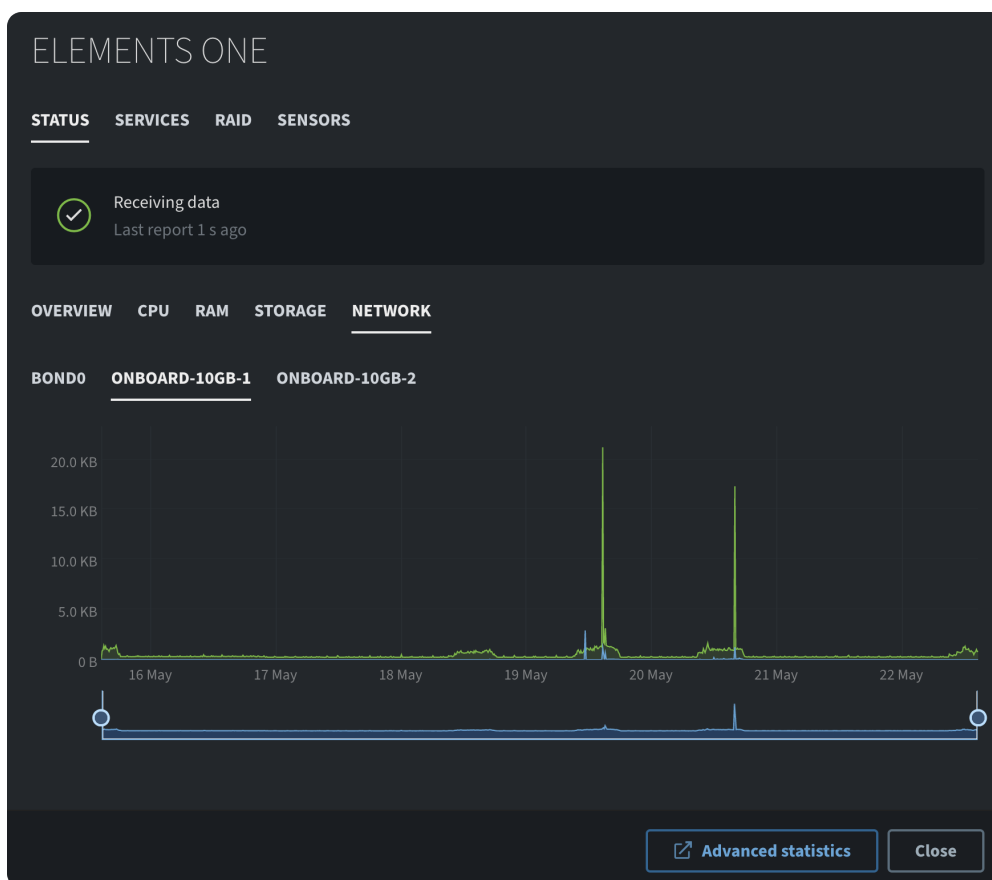 ELEMENTS ONE
STATUS SERVICES RAID SENSORS
Receiving data
Last report 1 s ago
OVERVIEW CPU RAM STORAGE NETWORK
BOND0 ONBOARD-10GB-1 ONBOARD-10GB-2
20.0 KB
15.0 KB
10.0 KB
5.0 KB
0 B
16 May 17 May 18 May 19 May 20 May 21 May 22 May
Advanced statistics Close